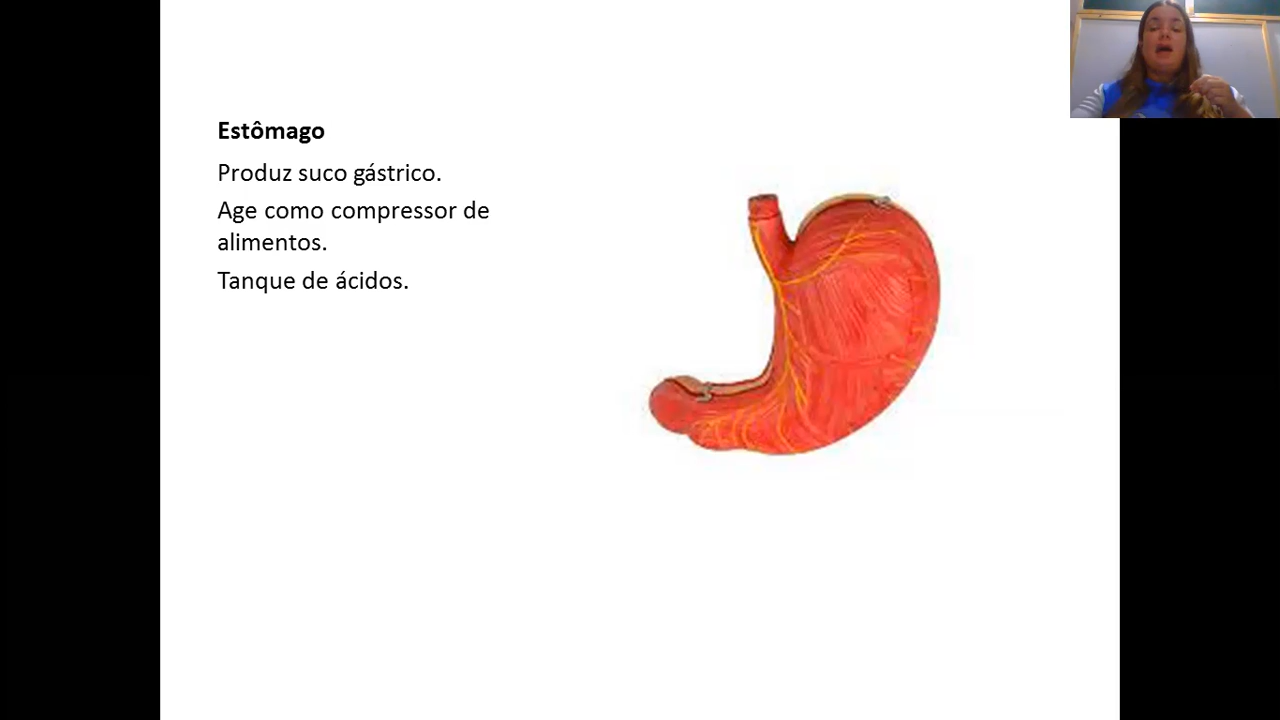 Estômago
Produz suco gástrico.
Age como compressor de
alimentos.
Tanque de ácidos.